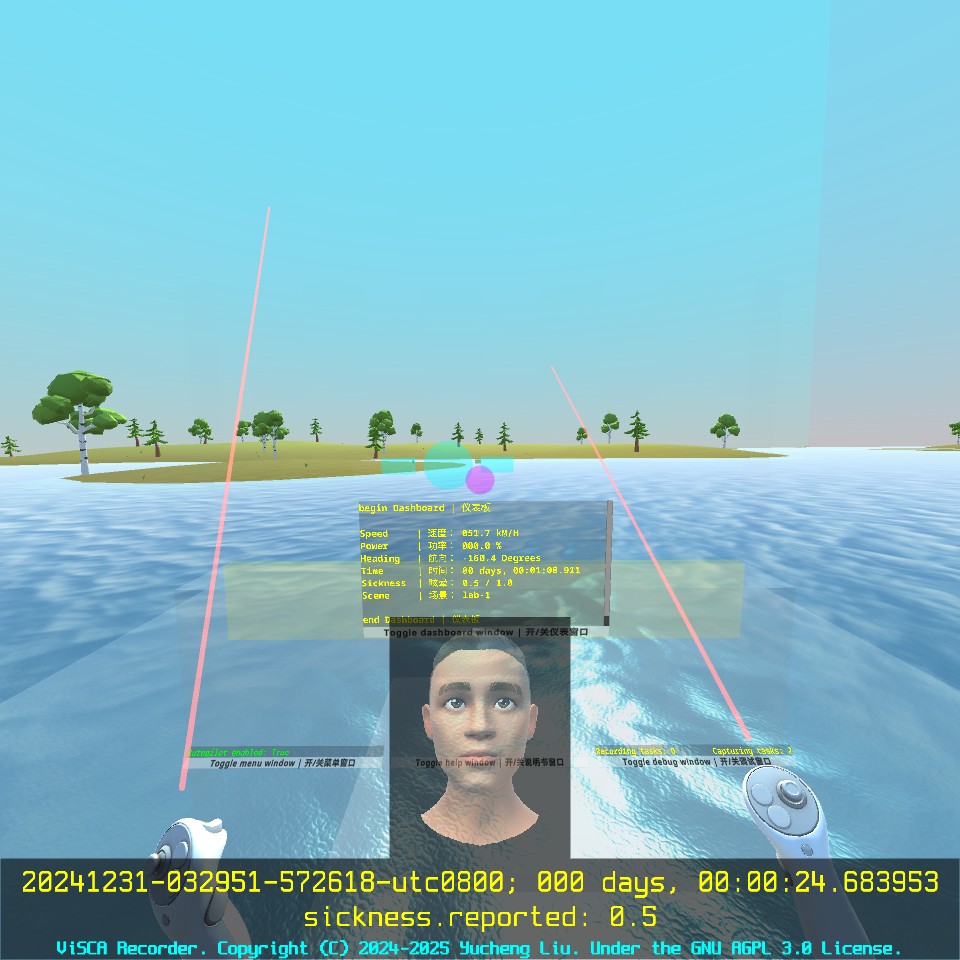 begin Dashboard | 仪表板
Speed | 速度： 051.7 kM/H
Power | 功率： 000.0 %
Heading | 航向： -160.4 Degrees
Time | 时间： 00 days, 00:01:08.911
Sickness | 眩晕： 0.5 / 1.0
Scene | 场景： lab-1
end Dashboard | 仪表板
Toggle dashboard window | 开/关仪表窗口
Autopilot enabled: True
Recording tasks: 0 Capturing tasks: 2
Toggle menu window | 开/关菜单窗口
Toggle help window | 开/关说明书窗口
Toggle debug window | 开/关调试窗口
20241231-032951-572618-utc0800; 000 days, 00:00:24.683953
sickness.reported: 0.5
ViSCA Recorder. Copyright (C) 2024-2025 Yucheng Liu. Under the GNU AGPL 3.0 License.